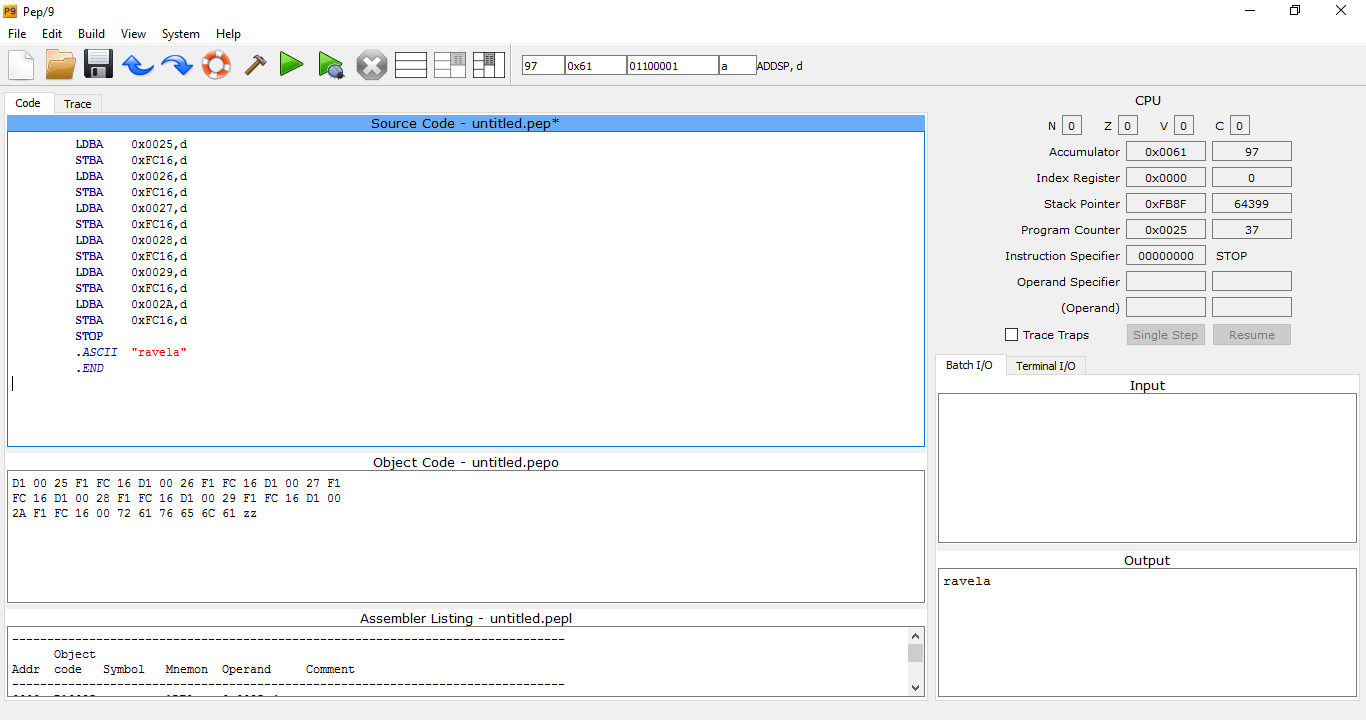 Pep/9
File Edit Build View System Help
97 0x61 01100001 a ADDSP, d
Code Trace
Source Code - untitled.pep*
LDBA 0x0025,d
STBA 0xFC16,d
LDBA 0x0026,d
STBA 0xFC16,d
LDBA 0x0027,d
STBA 0xFC16,d
LDBA 0x0028,d
STBA 0xFC16,d
LDBA 0x0029,d
STBA 0xFC16,d
LDBA 0x002A,d
STBA 0xFC16,d
STOP
.ASCII "ravela"
.END
Object Code - untitled.pepo
D1 00 25 F1 FC 16 D1 00 26 F1 FC 16 D1 00 27 F1
FC 16 D1 00 28 F1 FC 16 D1 00 29 F1 FC 16 D1 00
2A F1 FC 16 00 72 61 76 65 6C 61 zz
Assembler Listing - untitled.pepl
-------------------------------------------------------------------------------
Object
Addr code Symbol Mnemon Operand Comment
-------------------------------------------------------------------------------
CPU
N 0 Z 0 V 0 C 0
Accumulator 0x0061 97
Index Register 0x0000 0
Stack Pointer 0xFB8F 64399
Program Counter 0x0025 37
Instruction Specifier 00000000 STOP
Operand Specifier
(Operand)
Trace Traps Single Step Resume
Batch I/O Terminal I/O
Input
Output
ravela